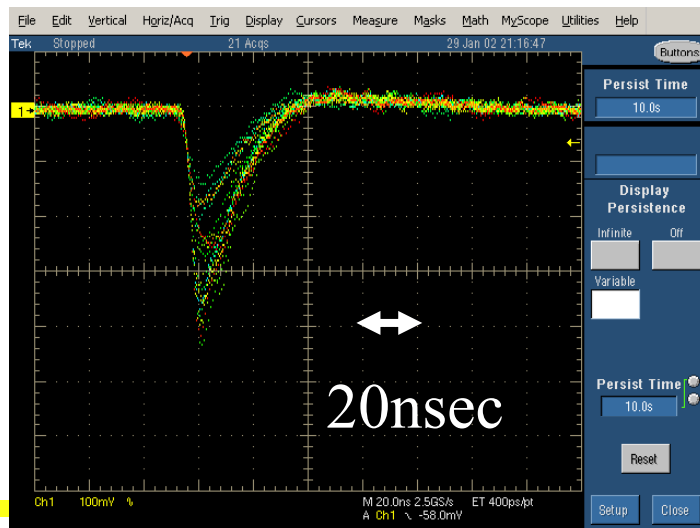 File Edit Vertical Horiz/Acq Trig Display Cursors Measure Masks Math MyScope Utilities Help
Tek Stopped 21 Acqs 29 Jan 02 21:16:47
Buttons
Persist Time
10.0s
1
Display
Persistence
Infinite Off
Variable
20nsec
Persist Time
10.0s
Reset
Ch1 100mV M 20.0ns 2.5GS/s ET 400ps/pt
A Ch1 -58.0mV
Setup Close